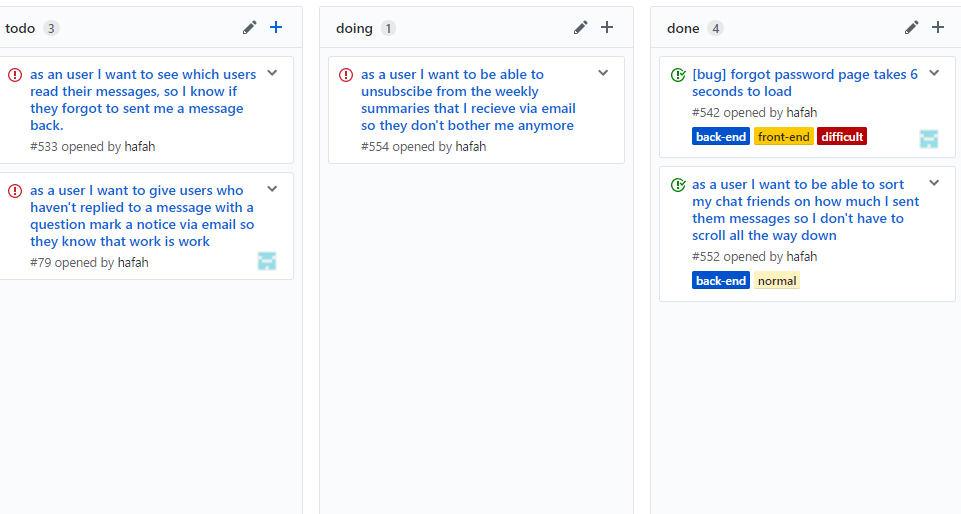 todo 3
as an user I want to see which users
read their messages, so I know if
they forgot to sent me a message
back.
#533 opened by hafah
as a user I want to give users who
haven't replied to a message with a
question mark a notice via email so
they know that work is work
#79 opened by hafah
doing 1
as a user I want to be able to
unsubscibe from the weekly
summaries that I recieve via email
so they don't bother me anymore
#554 opened by hafah
done 4
[bug] forgot password page takes 6
seconds to load
#542 opened by hafah
back-end front-end difficult
as a user I want to be able to sort
my chat friends on how much I sent
them messages so I don't have to
scroll all the way down
#552 opened by hafah
back-end normal